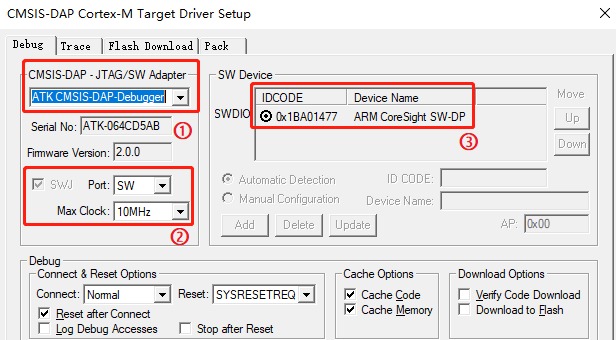 CMSIS-DAP Cortex-M Target Driver Setup
Debug Trace Flash Download Pack
CMSIS-DAP - JTAG/SW Adapter
ATK CMSIS-DAP-Debugger
①
Serial No: ATK-064CD5AB
Firmware Version: 2.0.0
SWJ Port: SW
Max Clock: 10MHz
②
SW Device
IDCODE Device Name Move
SWDIO 0x1BA01477 ARM CoreSight SW-DP Up
③
Down
Automatic Detection ID CODE:
Manual Configuration Device Name:
Add Delete Update AP: 0x00
Debug
Connect & Reset Options Cache Options Download Options
Connect: Normal Reset: SYSRESETREQ Cache Code Verify Code Download
Reset after Connect Cache Memory Download to Flash
Log Debug Accesses Stop after Reset